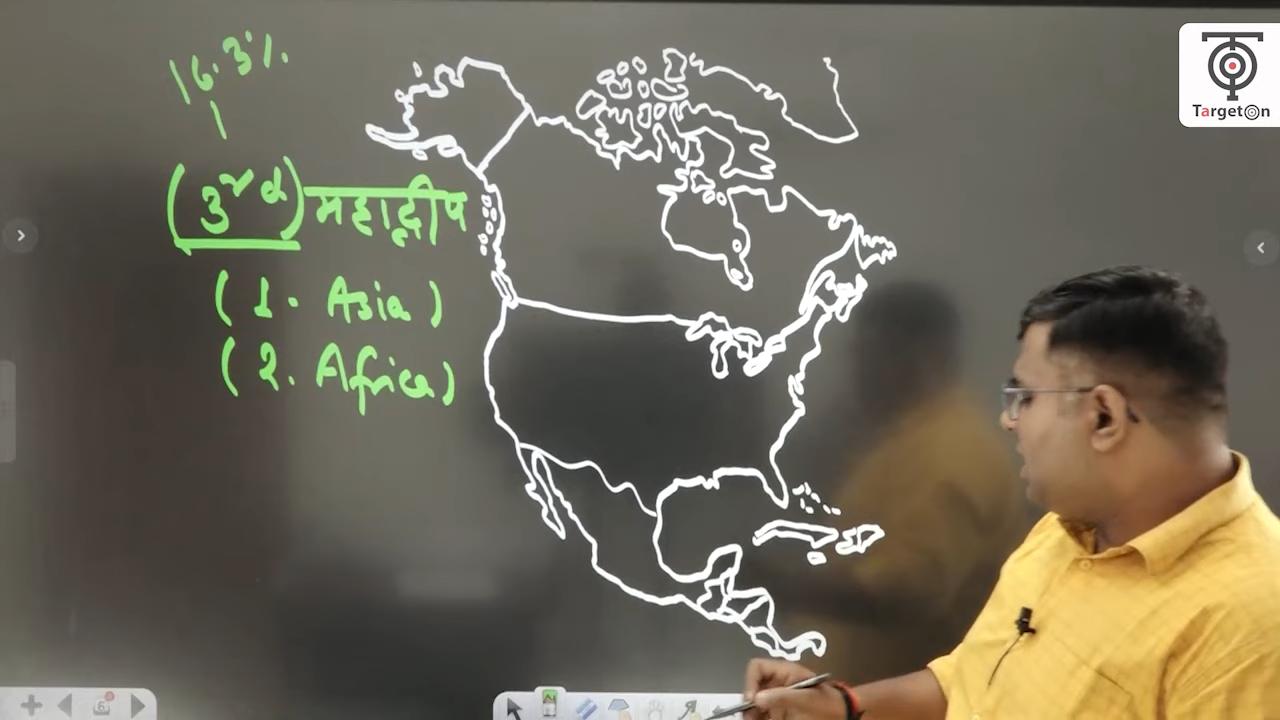 16.3%
(3rd) महाद्वीप
(1. Asia)
(2. Africa)
TargetOn